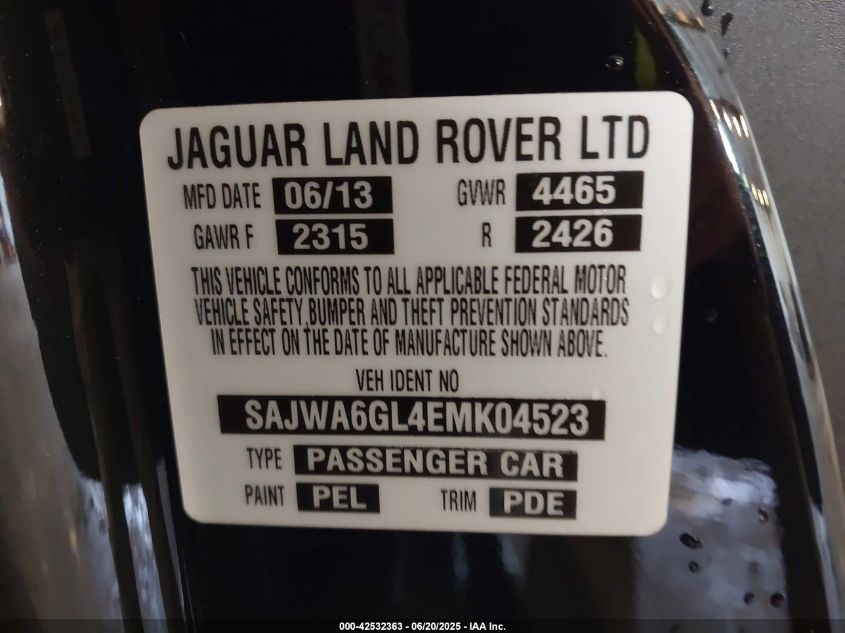 JAGUAR LAND ROVER LTD
MFD DATE 06/13 GVWR 4465
GAWR F 2315 R 2426
THIS VEHICLE CONFORMS TO ALL APPLICABLE FEDERAL MOTOR
VEHICLE SAFETY, BUMPER AND THEFT PREVENTION STANDARDS
IN EFFECT ON THE DATE OF MANUFACTURE SHOWN ABOVE.
VEH IDENT NO
SAJWA6GL4EMK04523
TYPE PASSENGER CAR
PAINT PEL TRIM PDE
000-42532363 - 06/20/2025 - IAA Inc.